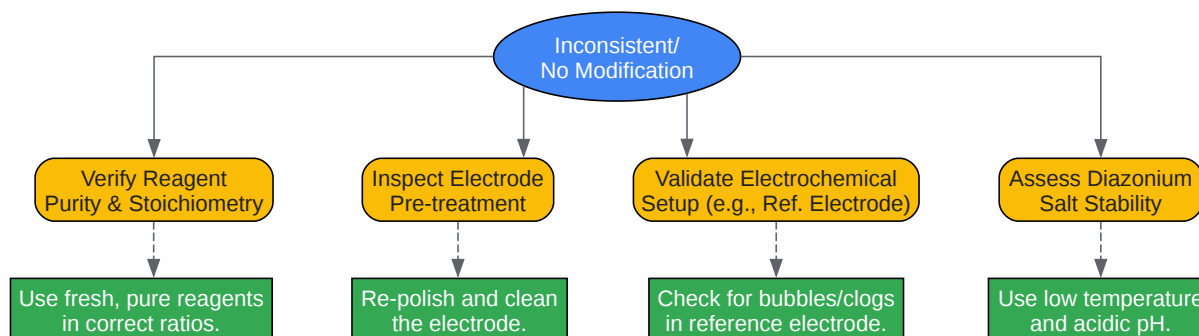 Inconsistent/
No Modification
Verify Reagent
Purity & Stoichiometry
Inspect Electrode
Pre-treatment
Validate Electrochemical
Setup (e.g., Ref. Electrode)
Assess Diazonium
Salt Stability
Use fresh, pure reagents
in correct ratios.
Re-polish and clean
the electrode.
Check for bubbles/clogs
in reference electrode.
Use low temperature
and acidic pH.